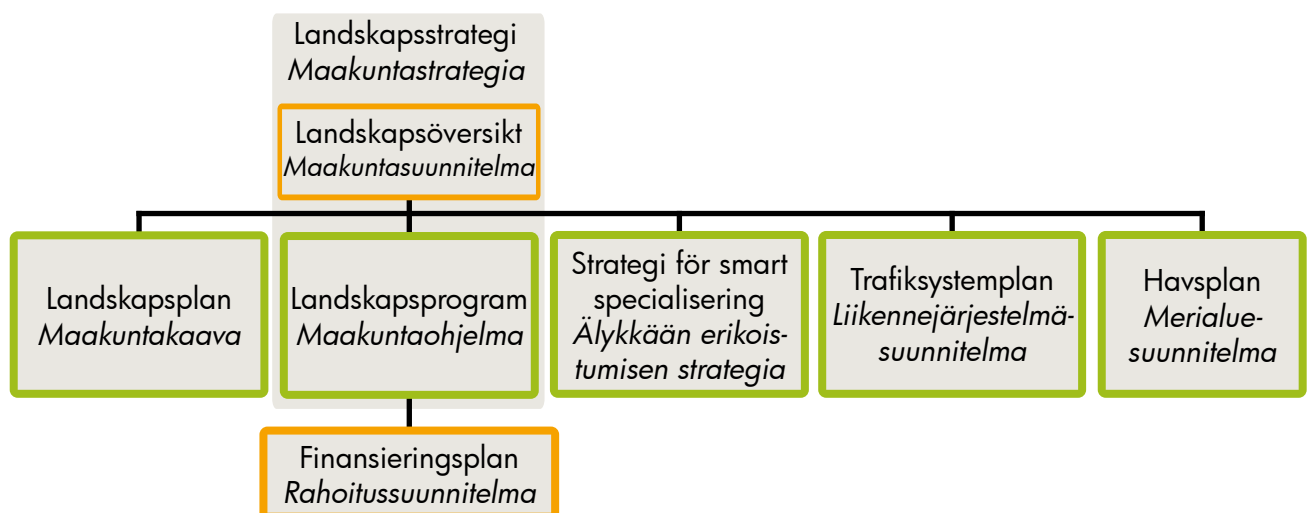 Landskapsstrategi
Maakuntastrategia
Landskapsöversikt
Maakuntasuunnitelma
Landskapsplan
Maakuntakaava
Landskapsprogram
Maakuntaohjelma
Strategi för smart
specialisering
Älykkään erikois-
tumisen strategia
Trafiksystemplan
Liikennejärjestelmä-
suunnitelma
Havsplan
Merialue-
suunnitelma
Finansieringsplan
Rahoitussuunnitelma